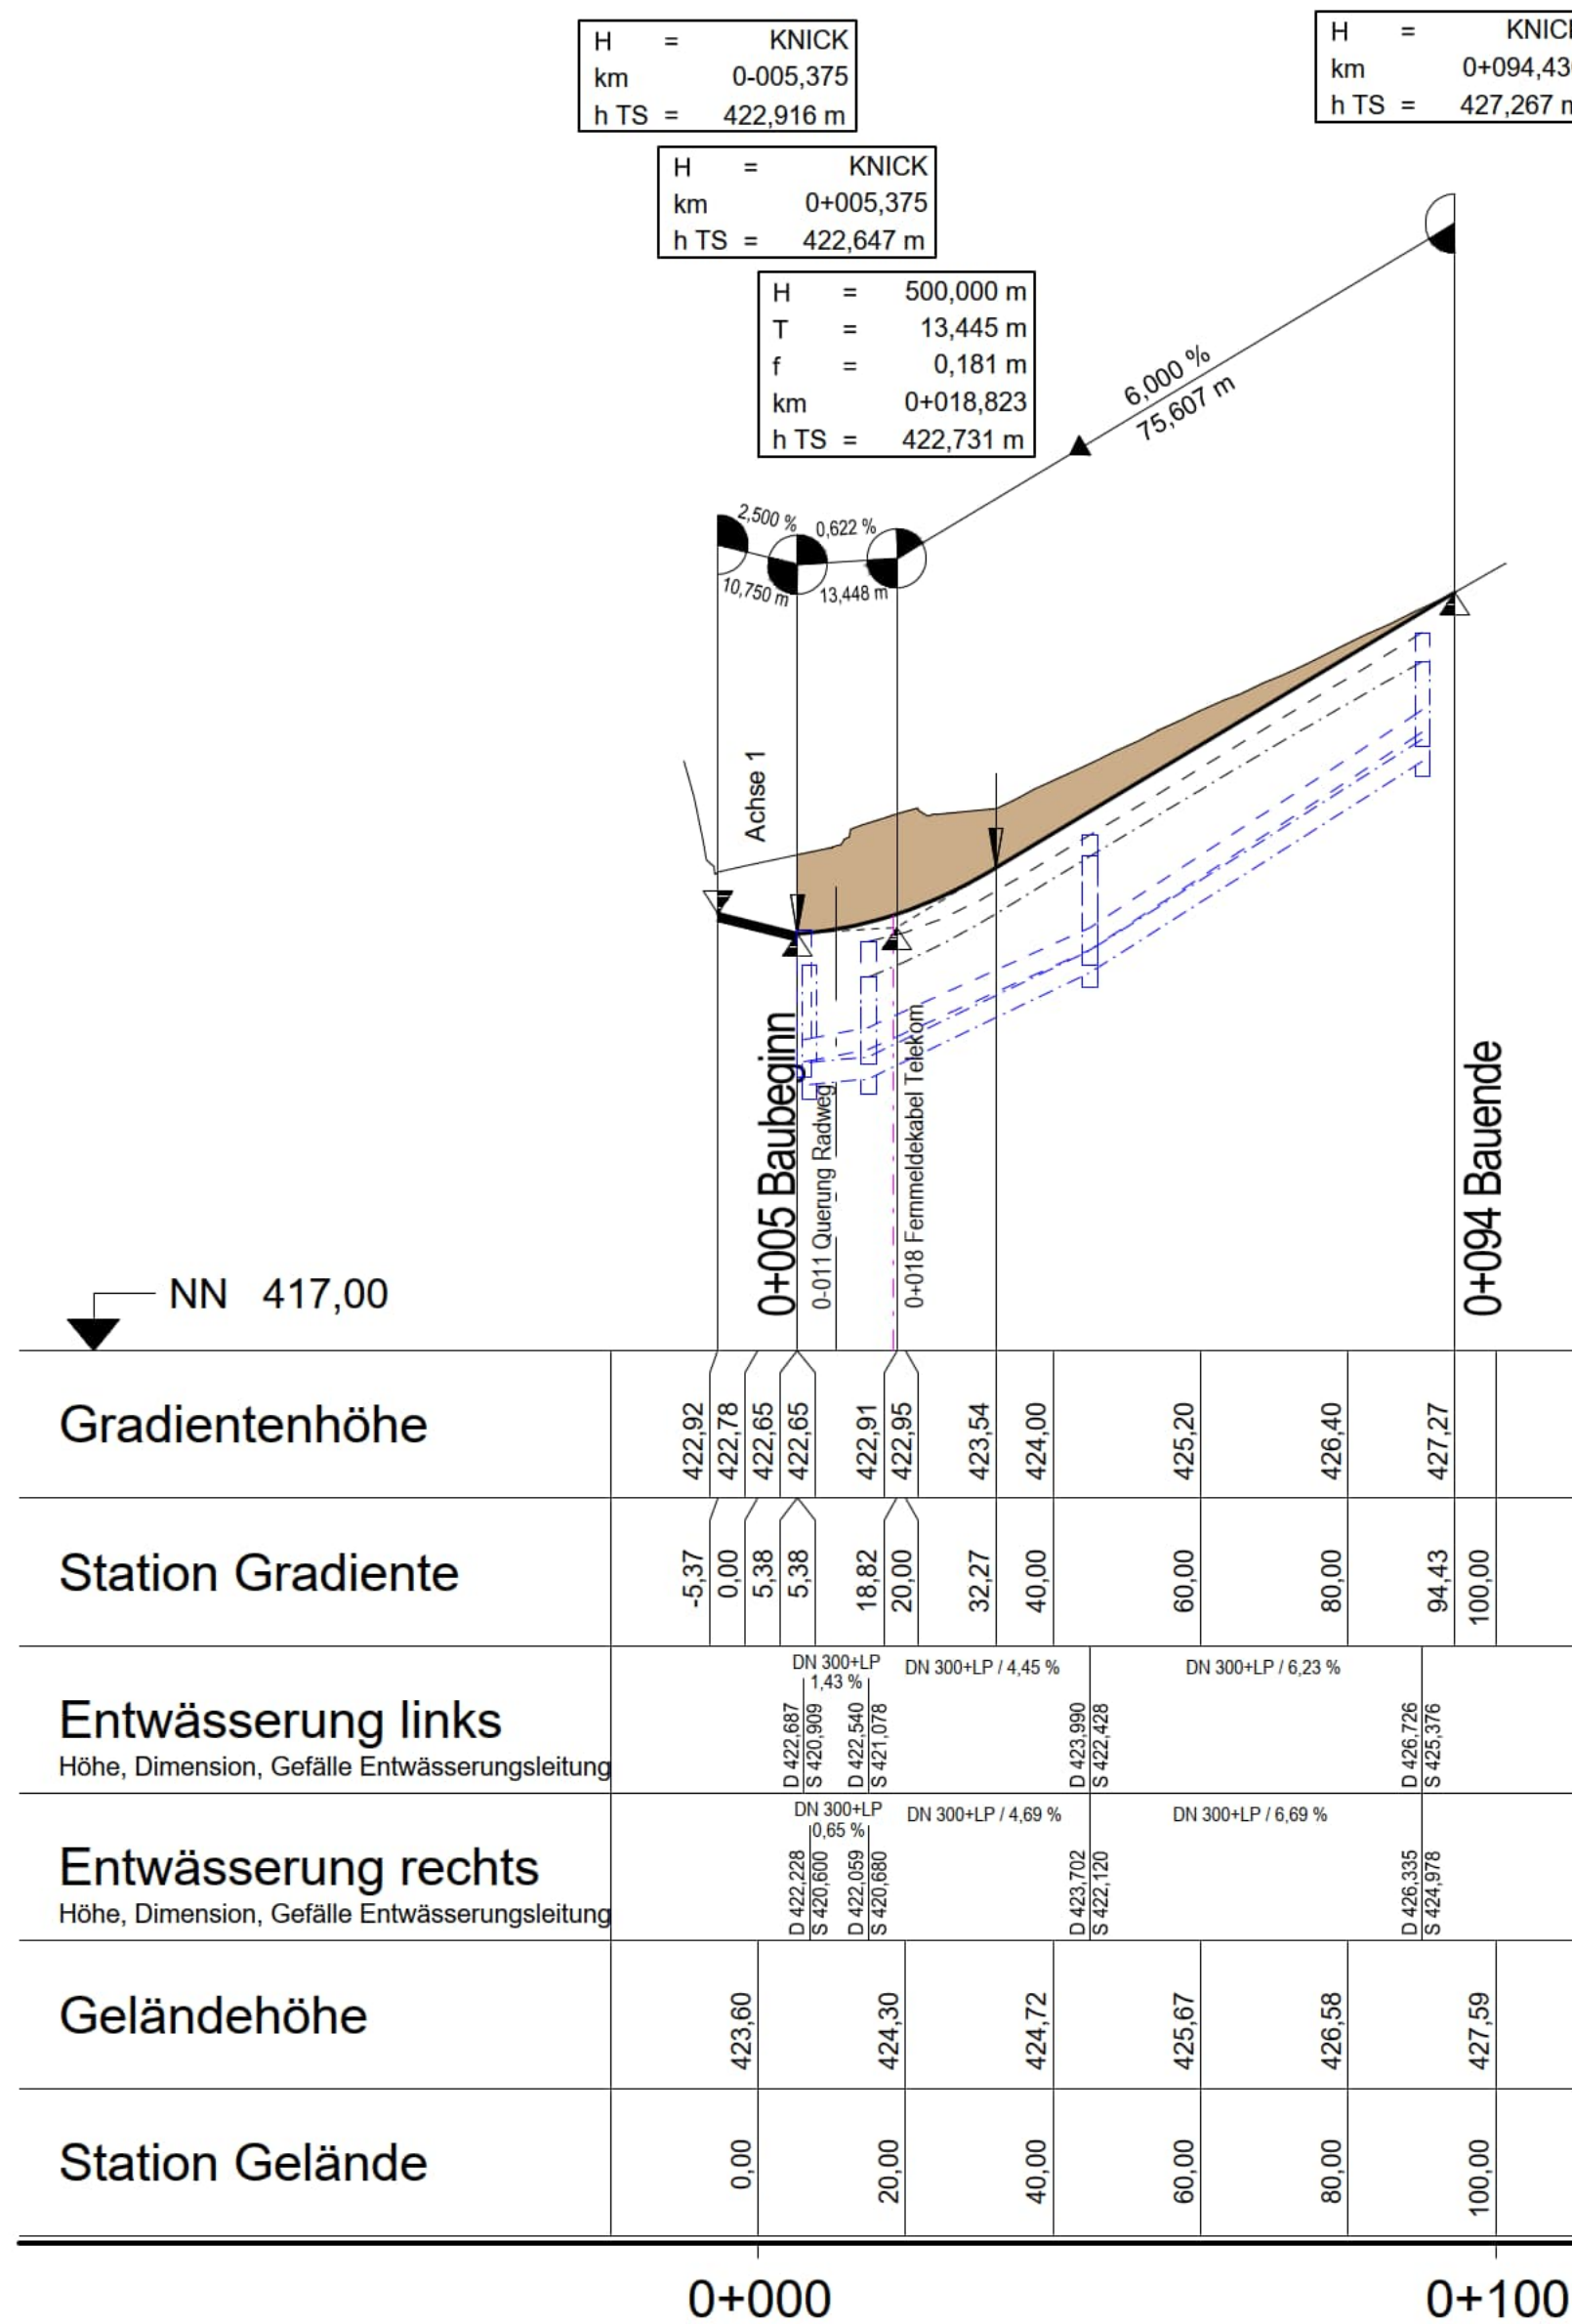 H = KNICK
km 0-005,375
h TS = 422,916 m
H = KNICK
km 0+094,43
h TS = 427,267
H = KNICK
km 0+005,375
h TS = 422,647 m
H = 500,000 m
T = 13,445 m
f = 0,181 m
km 0+018,823
h TS = 422,731 m
6,000 %
75,607 m
2,500 %
10,750 m
0,622 %
13,448 m
Achse 1
0+005 Baubeginn
0-011 Querung Radweg
0+018 Fernmeldekabel Telekom
0+094 Bauende
NN 417,00
Gradientenhöhe
422,92 422,78 422,65 422,65 422,91 422,95 423,54 424,00 425,20 426,40 427,27
Station Gradiente
-5,37 0,00 5,38 5,38 18,82 20,00 32,27 40,00 60,00 80,00 94,43 100,00
Entwässerung links
Höhe, Dimension, Gefälle Entwässerungsleitung
DN 300+LP
1,43 %
DN 300+LP / 4,45 %
DN 300+LP / 6,23 %
D 422,687
S 420,909
D 422,540
S 421,078
D 423,990
S 422,428
D 426,726
S 425,376
Entwässerung rechts
Höhe, Dimension, Gefälle Entwässerungsleitung
DN 300+LP
0,65 %
DN 300+LP / 4,69 %
DN 300+LP / 6,69 %
D 422,228
S 420,600
D 422,059
S 420,680
D 423,702
S 422,120
D 426,335
S 424,978
Geländehöhe
423,60 424,30 424,72 425,67 426,58 427,59
Station Gelände
0,00 20,00 40,00 60,00 80,00 100,00
0+000 0+100